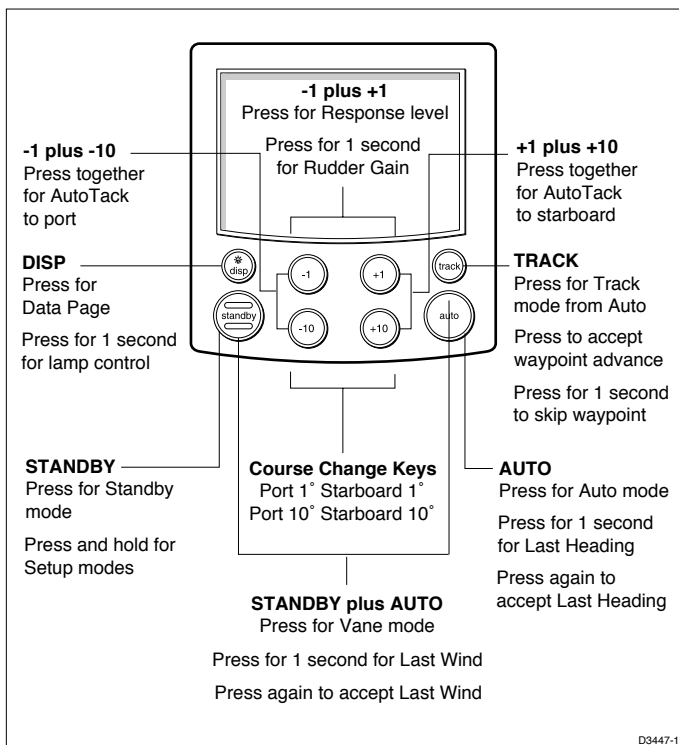 -1 plus +1
Press for Response level
Press for 1 second
for Rudder Gain
-1 plus -10
Press together
for AutoTack
to port
+1 plus +10
Press together
for AutoTack
to starboard
DISP
Press for
Data Page
Press for 1 second
for lamp control
disp
-1
+1
track
standby
-10
+10
auto
TRACK
Press for Track
mode from Auto
Press to accept
waypoint advance
Press for 1 second
to skip waypoint
STANDBY
Press for Standby
mode
Press and hold for
Setup modes
Course Change Keys
Port 1° Starboard 1°
Port 10° Starboard 10°
AUTO
Press for Auto mode
Press for 1 second
for Last Heading
Press again to
accept Last Heading
STANDBY plus AUTO
Press for Vane mode
Press for 1 second for Last Wind
Press again to accept Last Wind
D3447-1